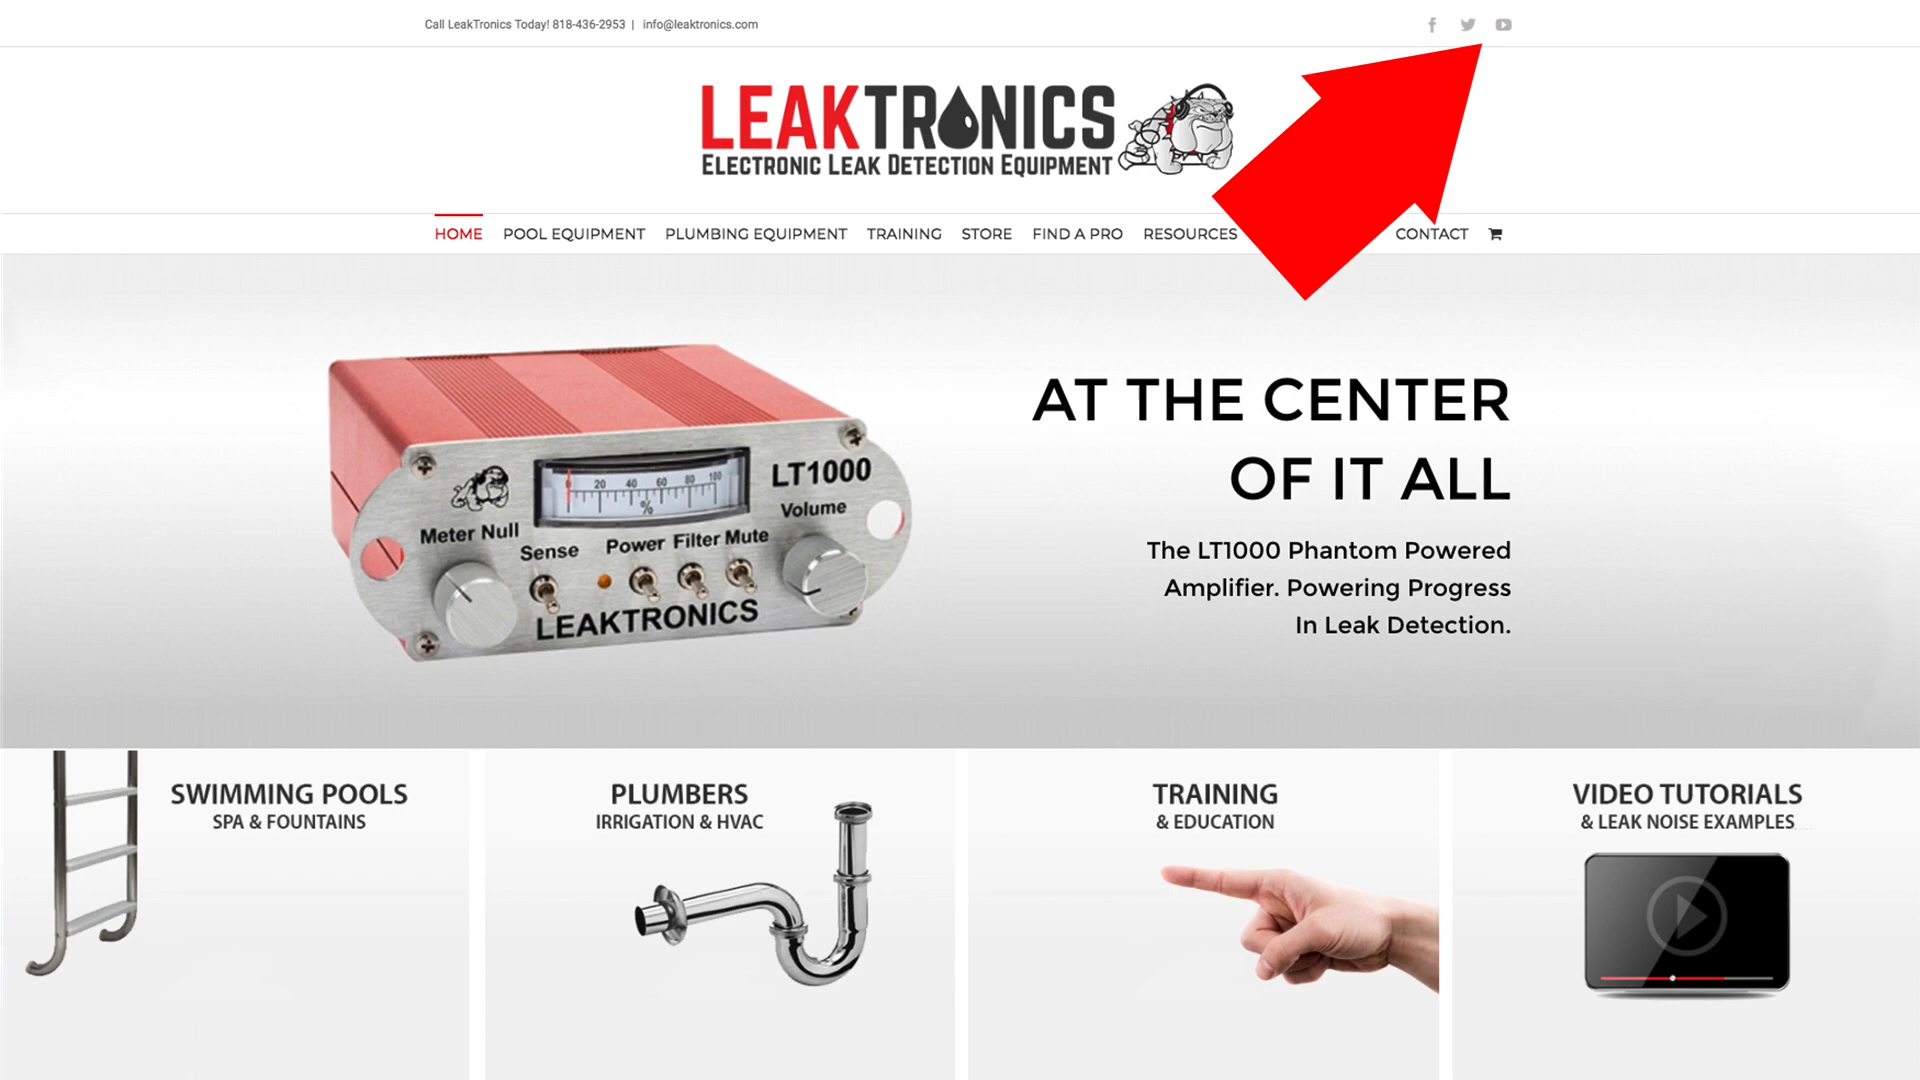 Call LeakTronics Today! 818-436-2953 | info@leaktronics.com
LEAKTRONICS
ELECTRONIC LEAK DETECTION EQUIPMENT
HOME POOL EQUIPMENT PLUMBING EQUIPMENT TRAINING STORE FIND A PRO RESOURCES CONTACT
0 20 40 60 80 100
%
LT1000
Meter Null
Volume
Sense Power Filter Mute
LEAKTRONICS
AT THE CENTER
OF IT ALL
The LT1000 Phantom Powered
Amplifier. Powering Progress
In Leak Detection.
SWIMMING POOLS
SPA & FOUNTAINS
PLUMBERS
IRRIGATION & HVAC
TRAINING
& EDUCATION
VIDEO TUTORIALS
& LEAK NOISE EXAMPLES